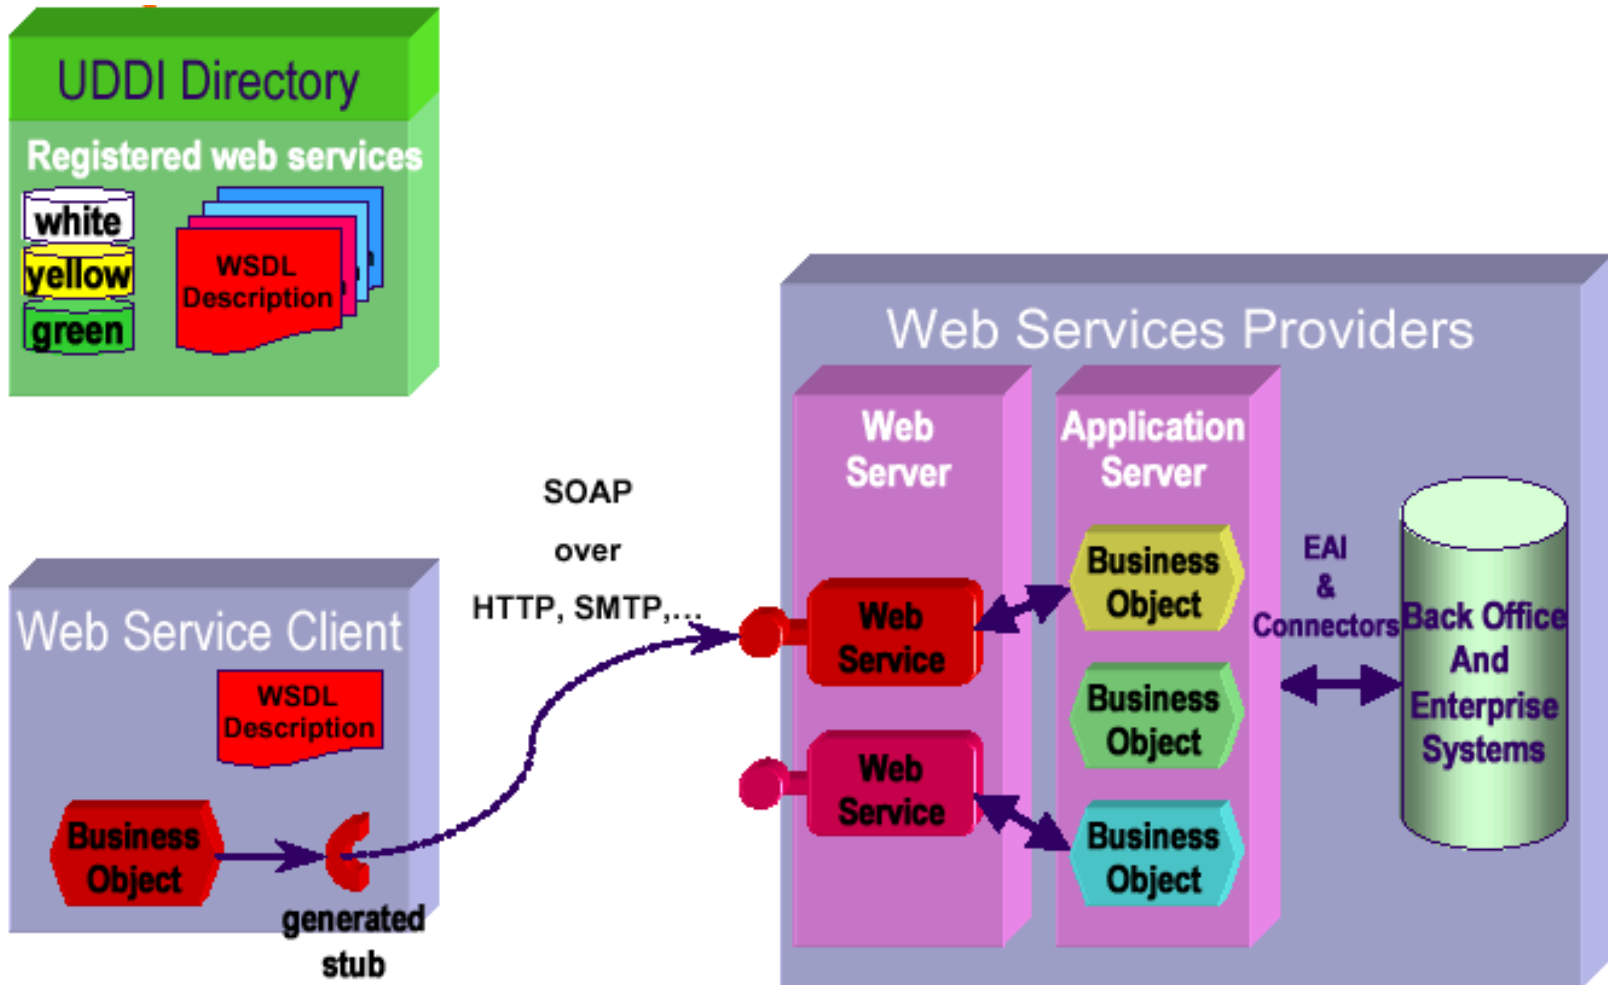 UDDI Directory
Registered web services
white
yellow
green
WSDL
Description
Web Service Client
WSDL
Description
Business
Object
generated
stub
SOAP
over
HTTP, SMTP,...
Web Services Providers
Web
Server
Web
Service
Web
Service
Application
Server
Business
Object
Business
Object
Business
Object
EAI
&
Connectors
Back Office
And
Enterprise
Systems